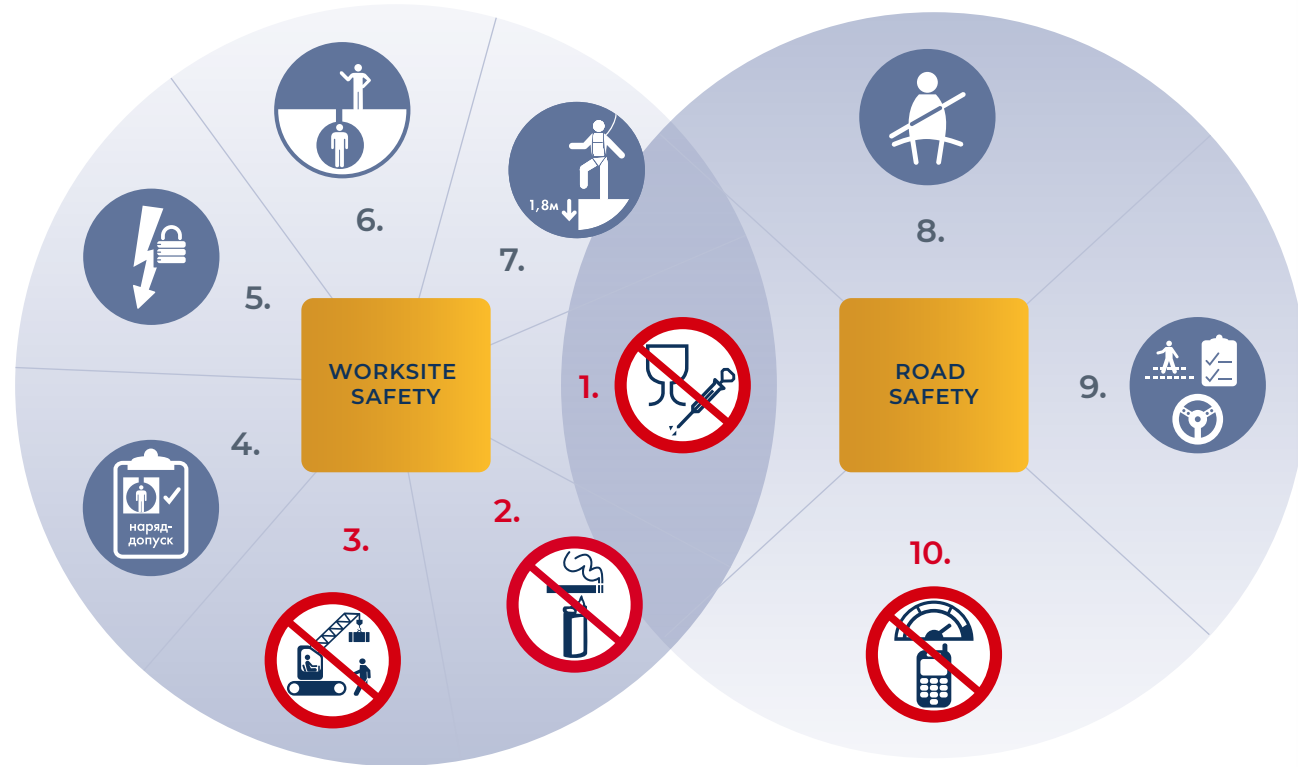 6.
1,8м
7.
8.
5.
WORKSITE
SAFETY
1.
ROAD
SAFETY
9.
4.
наряд-
допуск
2.
3.
10.